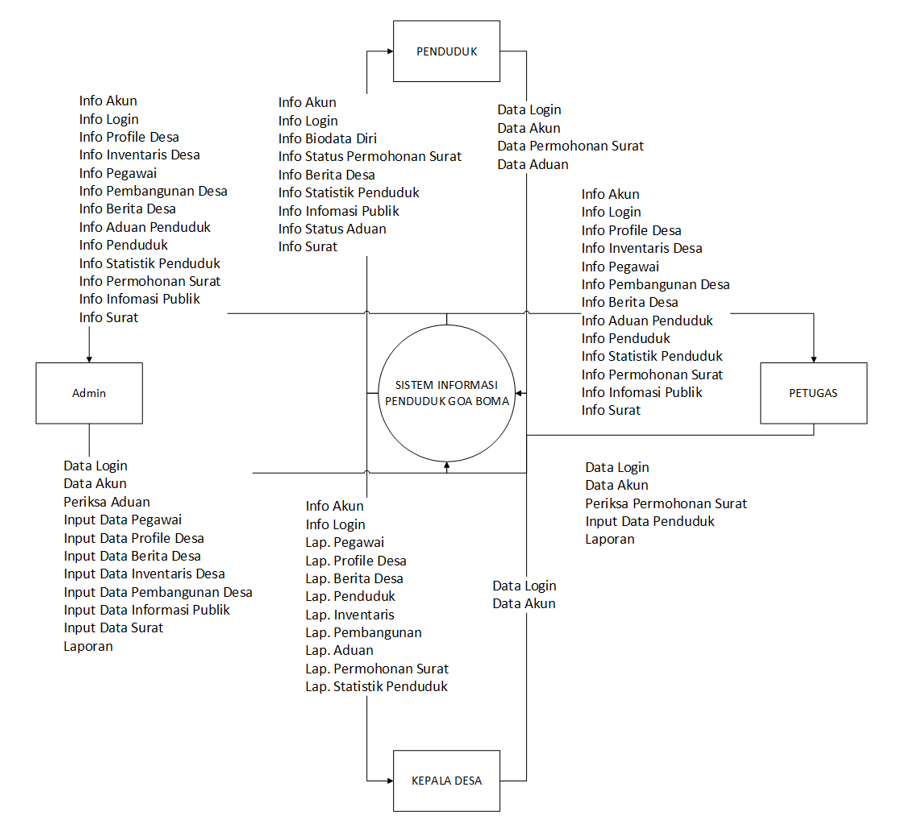 PENDUDUK
Info Akun
Info Login
Info Profile Desa
Info Inventaris Desa
Info Pegawai
Info Pembangunan Desa
Info Berita Desa
Info Aduan Penduduk
Info Penduduk
Info Statistik Penduduk
Info Permohonan Surat
Info Infomasi Publik
Info Surat
Info Akun
Info Login
Info Biodata Diri
Info Status Permohonan Surat
Info Berita Desa
Info Statistik Penduduk
Info Infomasi Publik
Info Status Aduan
Info Surat
Data Login
Data Akun
Data Permohonan Surat
Data Aduan
Info Akun
Info Login
Info Profile Desa
Info Inventaris Desa
Info Pegawai
Info Pembangunan Desa
Info Berita Desa
Info Aduan Penduduk
Info Penduduk
Info Statistik Penduduk
Info Permohonan Surat
Info Infomasi Publik
Info Surat
Admin
SISTEM INFORMASI
PENDUDUK GOA BOMA
PETUGAS
Data Login
Data Akun
Periksa Aduan
Input Data Pegawai
Input Data Profile Desa
Input Data Berita Desa
Input Data Inventaris Desa
Input Data Pembangunan Desa
Input Data Informasi Publik
Input Data Surat
Laporan
Info Akun
Info Login
Lap. Pegawai
Lap. Profile Desa
Lap. Berita Desa
Lap. Penduduk
Lap. Inventaris
Lap. Pembangunan
Lap. Aduan
Lap. Permohonan Surat
Lap. Statistik Penduduk
Data Login
Data Akun
Data Login
Data Akun
Periksa Permohonan Surat
Input Data Penduduk
Laporan
KEPALA DESA